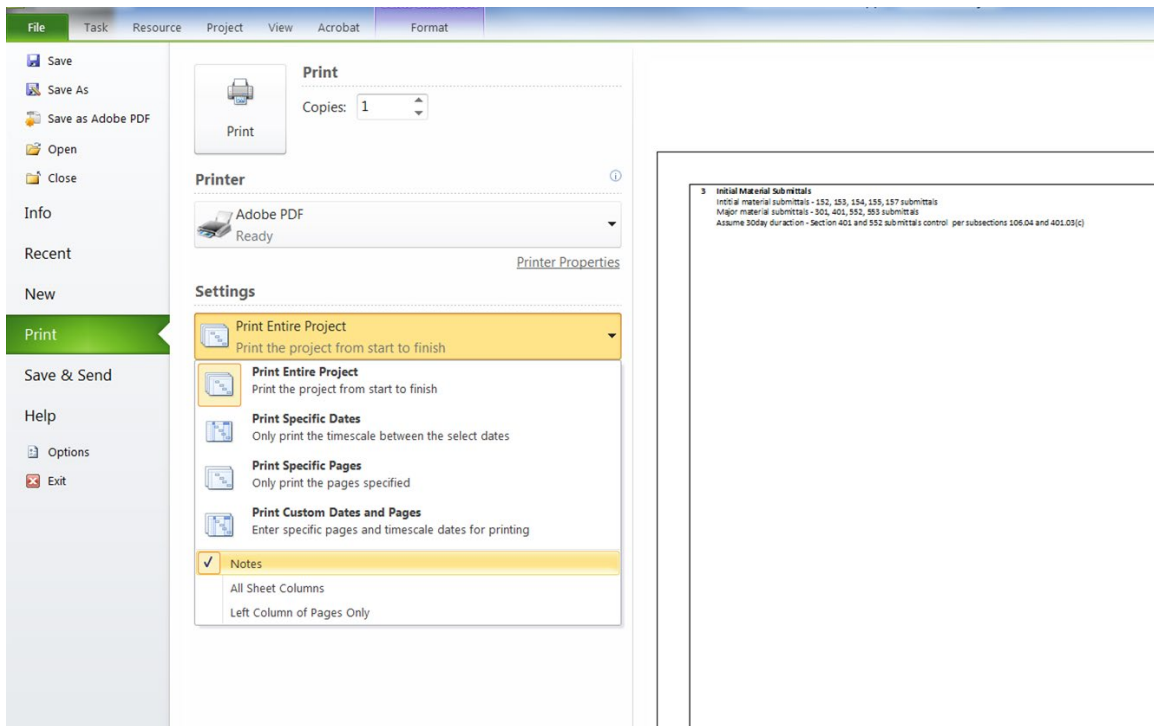 File Task Resource Project View Acrobat Format
Save
Save As
Save as Adobe PDF
Open
Close
Info
Recent
New
Print
Save & Send
Help
Options
Exit
Print
Print
Copies: 1
Printer
Adobe PDF
Ready
Printer Properties
Settings
Print Entire Project
Print the project from start to finish
Print Entire Project
Print the project from start to finish
Print Specific Dates
Only print the timescale between the select dates
Print Specific Pages
Only print the pages specified
Print Custom Dates and Pages
Enter specific pages and timescale dates for printing
Notes
All Sheet Columns
Left Column of Pages Only
3 Initial Material Submittals
Intitial material submittals - 152, 153, 154, 155, 157 submittals
Major material submittals - 301, 401, 552, 553 submittals
Assume 30day duraction - Section 401 and 552 submittals control per subsections 106.04 and 401.03(c)